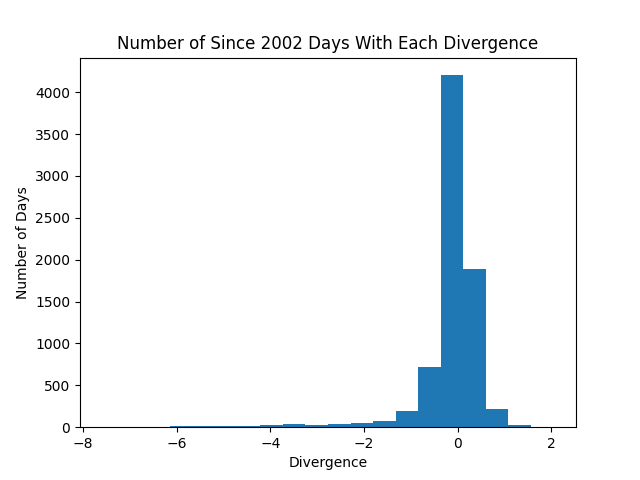 Number of Since 2002 Days With Each Divergence
4000
3500
3000
2500
2000
1500
1000
500
0
Number of Days
−8 −6 −4 −2 0 2
Divergence